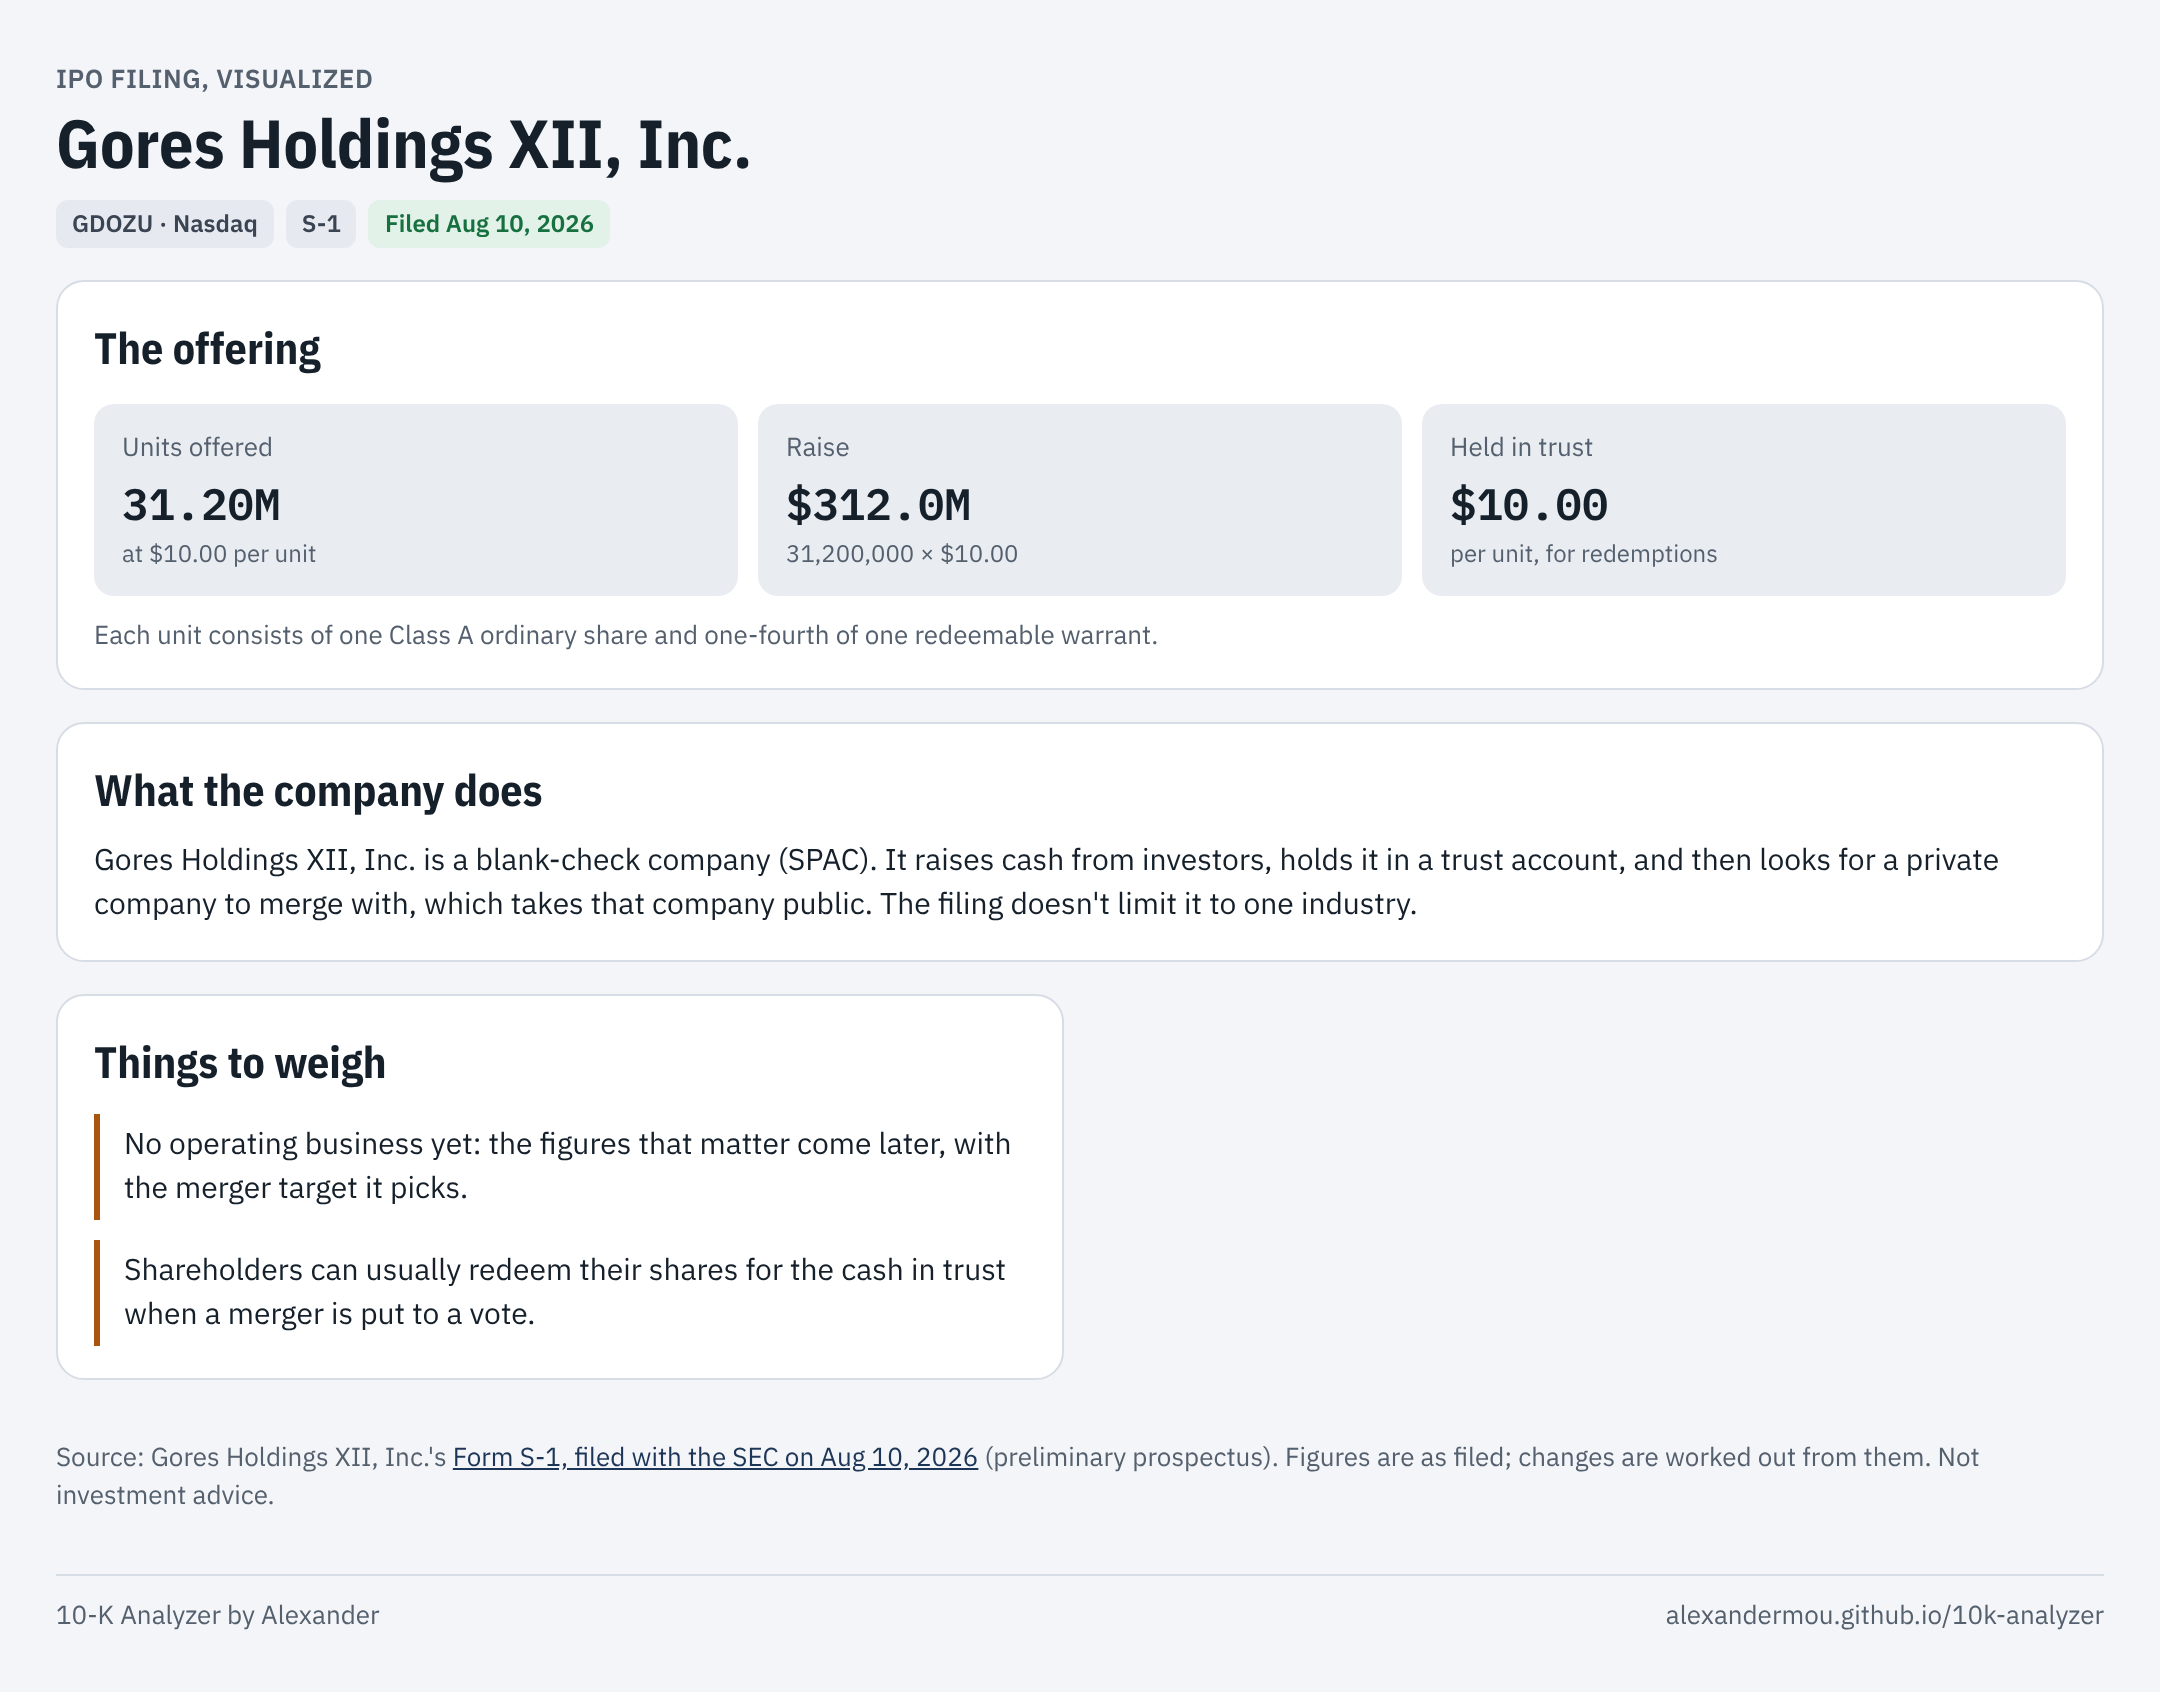 IPO FILING, VISUALIZED
Gores Holdings XII, Inc.
GDOZU · Nasdaq S-1 Filed Aug 10, 2026
The offering
Units offered
31.20M
at $10.00 per unit
Raise
$312.0M
31,200,000 × $10.00
Held in trust
$10.00
per unit, for redemptions
Each unit consists of one Class A ordinary share and one-fourth of one redeemable warrant.
What the company does
Gores Holdings XII, Inc. is a blank-check company (SPAC). It raises cash from investors, holds it in a trust account, and then looks for a private
company to merge with, which takes that company public. The filing doesn't limit it to one industry.
Things to weigh
No operating business yet: the figures that matter come later, with
the merger target it picks.
Shareholders can usually redeem their shares for the cash in trust
when a merger is put to a vote.
Source: Gores Holdings XII, Inc.'s Form S-1, filed with the SEC on Aug 10, 2026 (preliminary prospectus). Figures are as filed; changes are worked out from them. Not
investment advice.
10-K Analyzer by Alexander
alexandermou.github.io/10k-analyzer